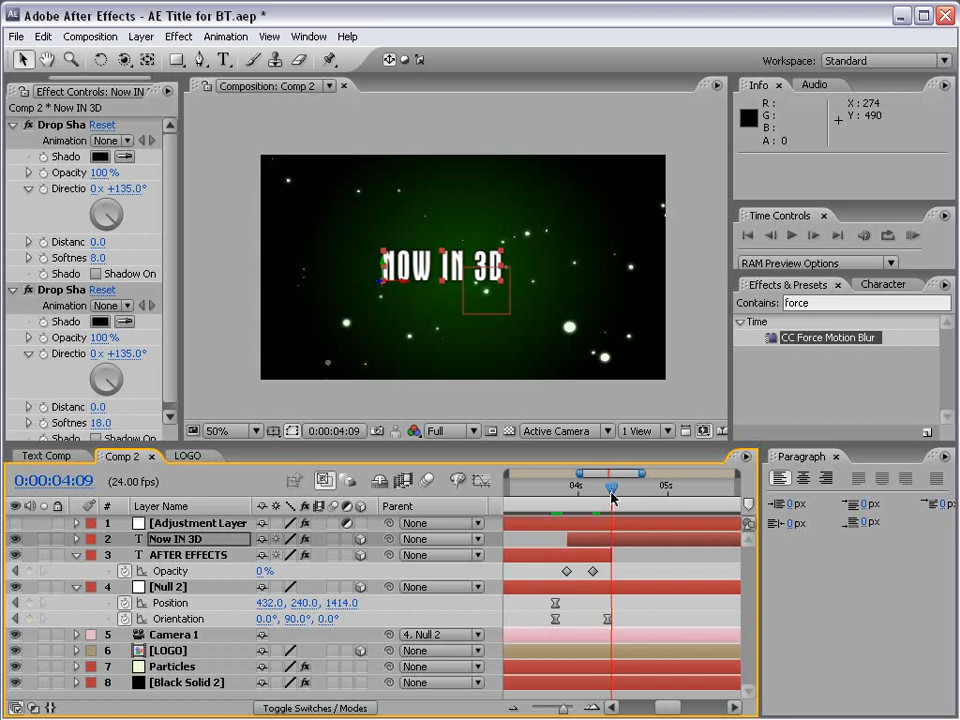 AE Adobe After Effects - AE Title for BT.aep *
File Edit Composition Layer Effect Animation View Window Help
Workspace: Standard
Effect Controls: Now IN
Comp 2 * Now IN 3D
fx Drop Sha Reset
Animation None
Shado
Opacity 100 %
Directio 0 x +135.0°
Distanc 0.0
Softnes 8.0
Shado Shadow On
fx Drop Sha Reset
Animation None
Shado
Opacity 100 %
Directio 0 x +135.0°
Distanc 0.0
Softnes 18.0
Shado Shadow On
Composition: Comp 2
NOW IN 3D
50% 0:00:04:09 Full Active Camera 1 View
Info Audio
R : X : 274
G : Y : 490
B :
A : 0
Time Controls
RAM Preview Options
Effects & Presets Character
Contains: force
Time
CC Force Motion Blur
Text Comp Comp 2 LOGO
0:00:04:09 (24.00 fps)
04s 05s
# Layer Name Parent
1 [Adjustment Layer None
2 T Now IN 3D None
3 T AFTER EFFECTS None
Opacity 0 %
4 [Null 2] None
Position 432.0, 240.0, 1414.0
Orientation 0.0°, 90.0°, 0.0°
5 Camera 1 4. Null 2
6 [LOGO] None
7 Particles None
8 [Black Solid 2] None
Toggle Switches / Modes
Paragraph
0 px 0 px 0 px
0 px 0 px